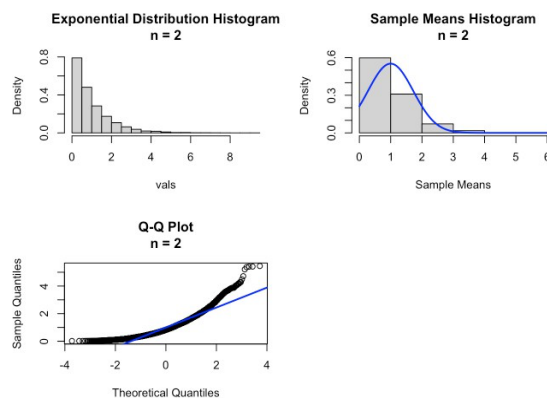 Exponential Distribution Histogram
n = 2
Density
0.0
0.4
0.8
0 2 4 6 8
vals
Sample Means Histogram
n = 2
Density
0.0
0.3
0.6
0 1 2 3 4 5 6
Sample Means
Q-Q Plot
n = 2
Sample Quantiles
0
2
4
-4 -2 0 2 4
Theoretical Quantiles